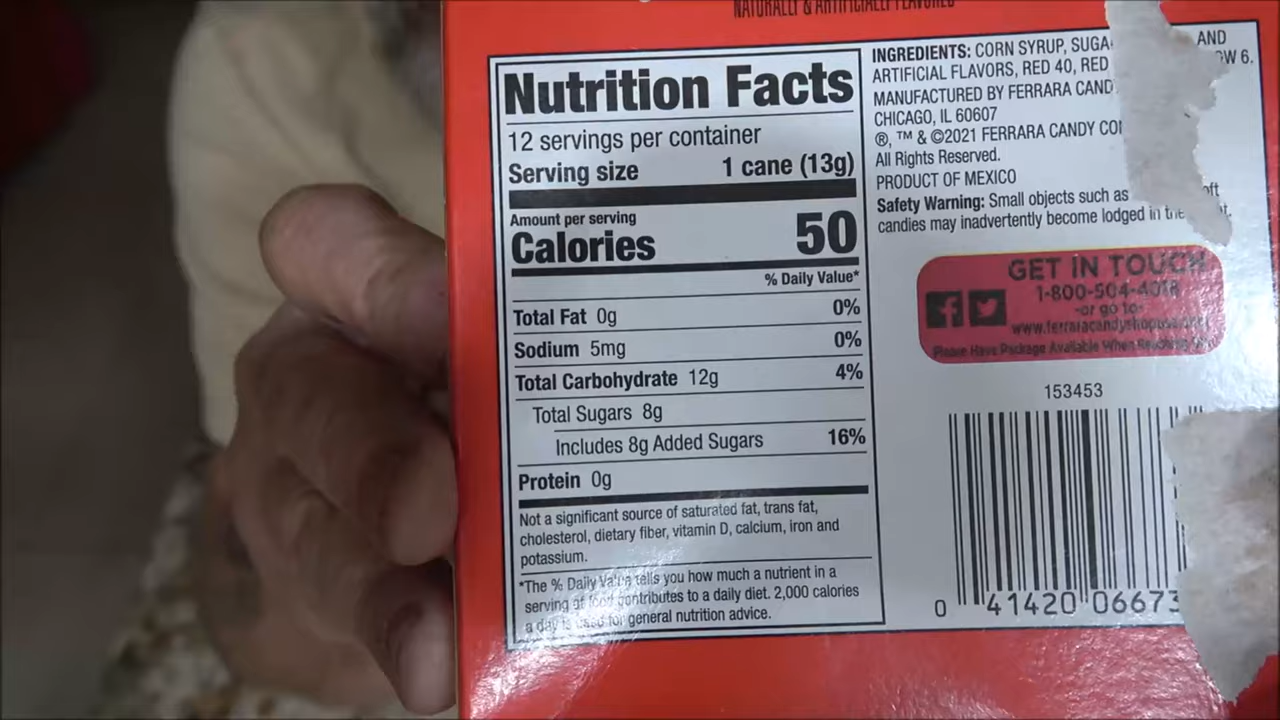 NATURALLY & ARTIFICIALLY FLAVORED
Nutrition Facts
12 servings per container
Serving size 1 cane (13g)
Amount per serving
Calories 50
% Daily Value*
Total Fat 0g 0%
Sodium 5mg 0%
Total Carbohydrate 12g 4%
Total Sugars 8g
Includes 8g Added Sugars 16%
Protein 0g
Not a significant source of saturated fat, trans fat,
cholesterol, dietary fiber, vitamin D, calcium, iron and
potassium.
*The % Daily Value tells you how much a nutrient in a
serving of food contributes to a daily diet. 2,000 calories
a day is used for general nutrition advice.
INGREDIENTS: CORN SYRUP, SUGA AND
ARTIFICIAL FLAVORS, RED 40, RED OW 6.
MANUFACTURED BY FERRARA CAND
CHICAGO, IL 60607
®, ™ & ©2021 FERRARA CANDY
All Rights Reserved.
PRODUCT OF MEXICO
Safety Warning: Small objects such as oft
candies may inadvertently become lodged in the
GET IN TOUCH
1-800-504-4018
-or go to-
Please Have Package Available When
153453
0 41420 06673